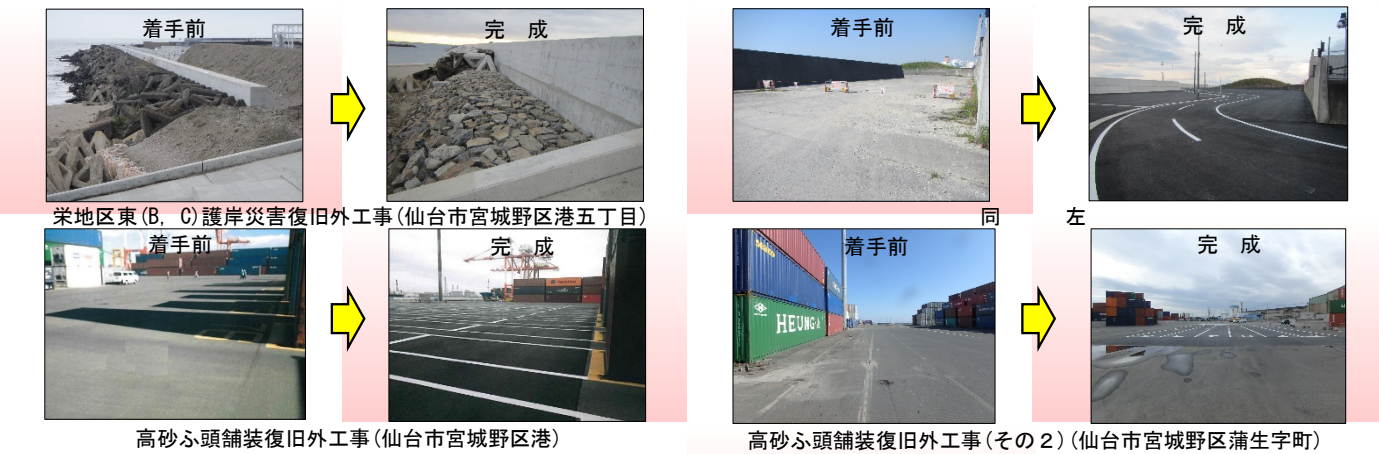 着手前
完 成
着手前
完 成
栄地区東(B, C)護岸災害復旧外工事(仙台市宮城野区港五丁目)
同 左
着手前
完 成
着手前
完 成
HEUNG-A
高砂ふ頭舗装復旧外工事(仙台市宮城野区港)
高砂ふ頭舗装復旧外工事(その2)(仙台市宮城野区蒲生字町)